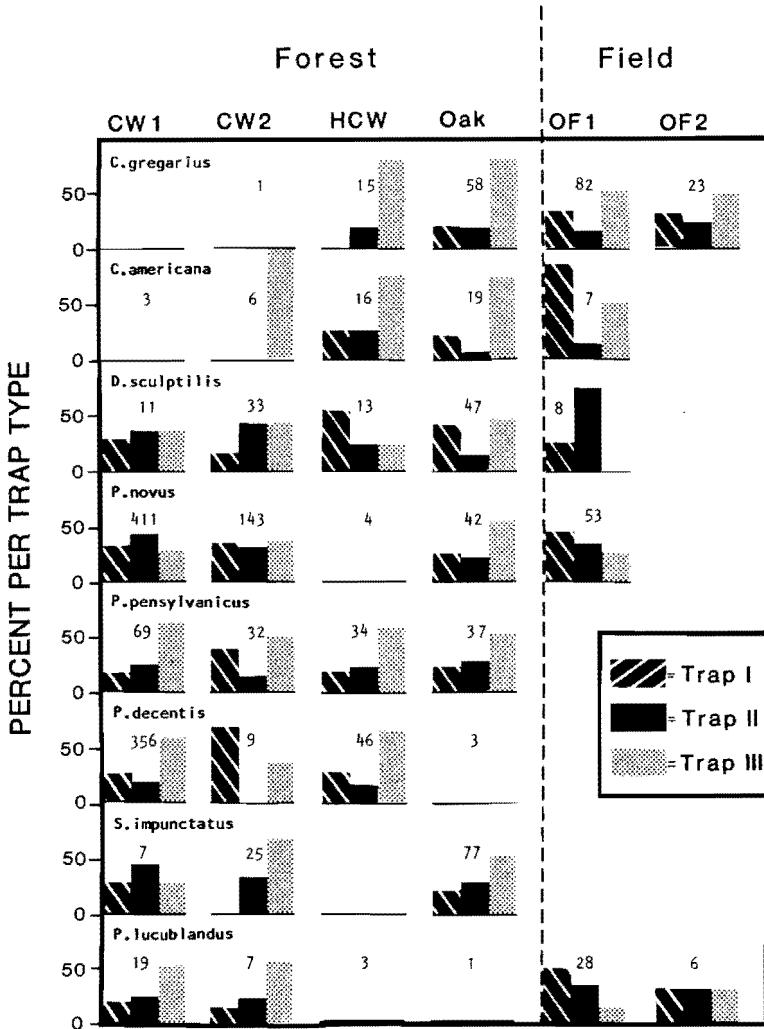 Forest Field
CW1 CW2 HCW Oak OF1 OF2
PERCENT PER TRAP TYPE
C.gregarius
50
0
1 15 58 82 23
C.americana
50
0
3 6 16 19 7
D.sculptilis
50
0
11 33 13 47 8
P.novus
50
0
411 143 4 42 53
P.pensylvanicus
50
0
69 32 34 37
P.decentis
50
0
356 9 46 3
S.impunctatus
50
0
7 25 77
P.lucublandus
50
0
19 7 3 1 28 6
= Trap I
= Trap II
= Trap III